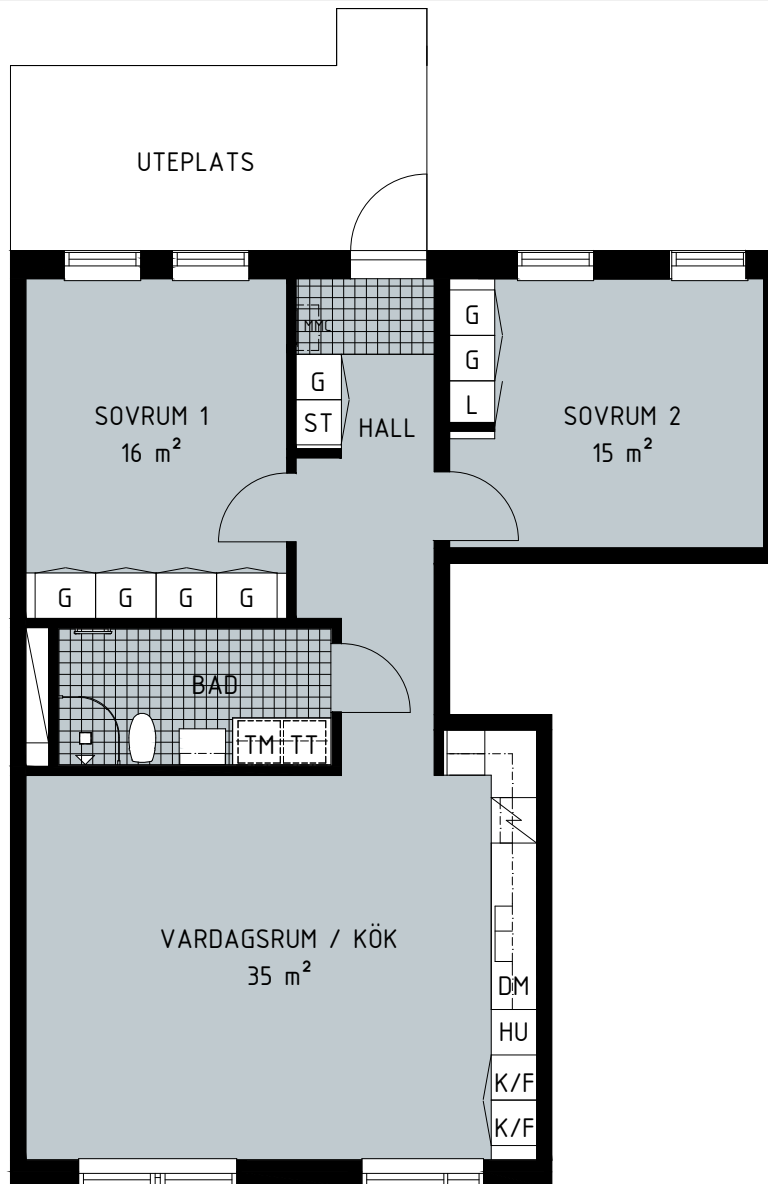 UTEPLATS
MMC
G
ST
HALL
G
G
L
SOVRUM 1
16 m²
SOVRUM 2
15 m²
G G G G
BAD
TM TT
VARDAGSRUM / KÖK
35 m²
DM
HU
K/F
K/F